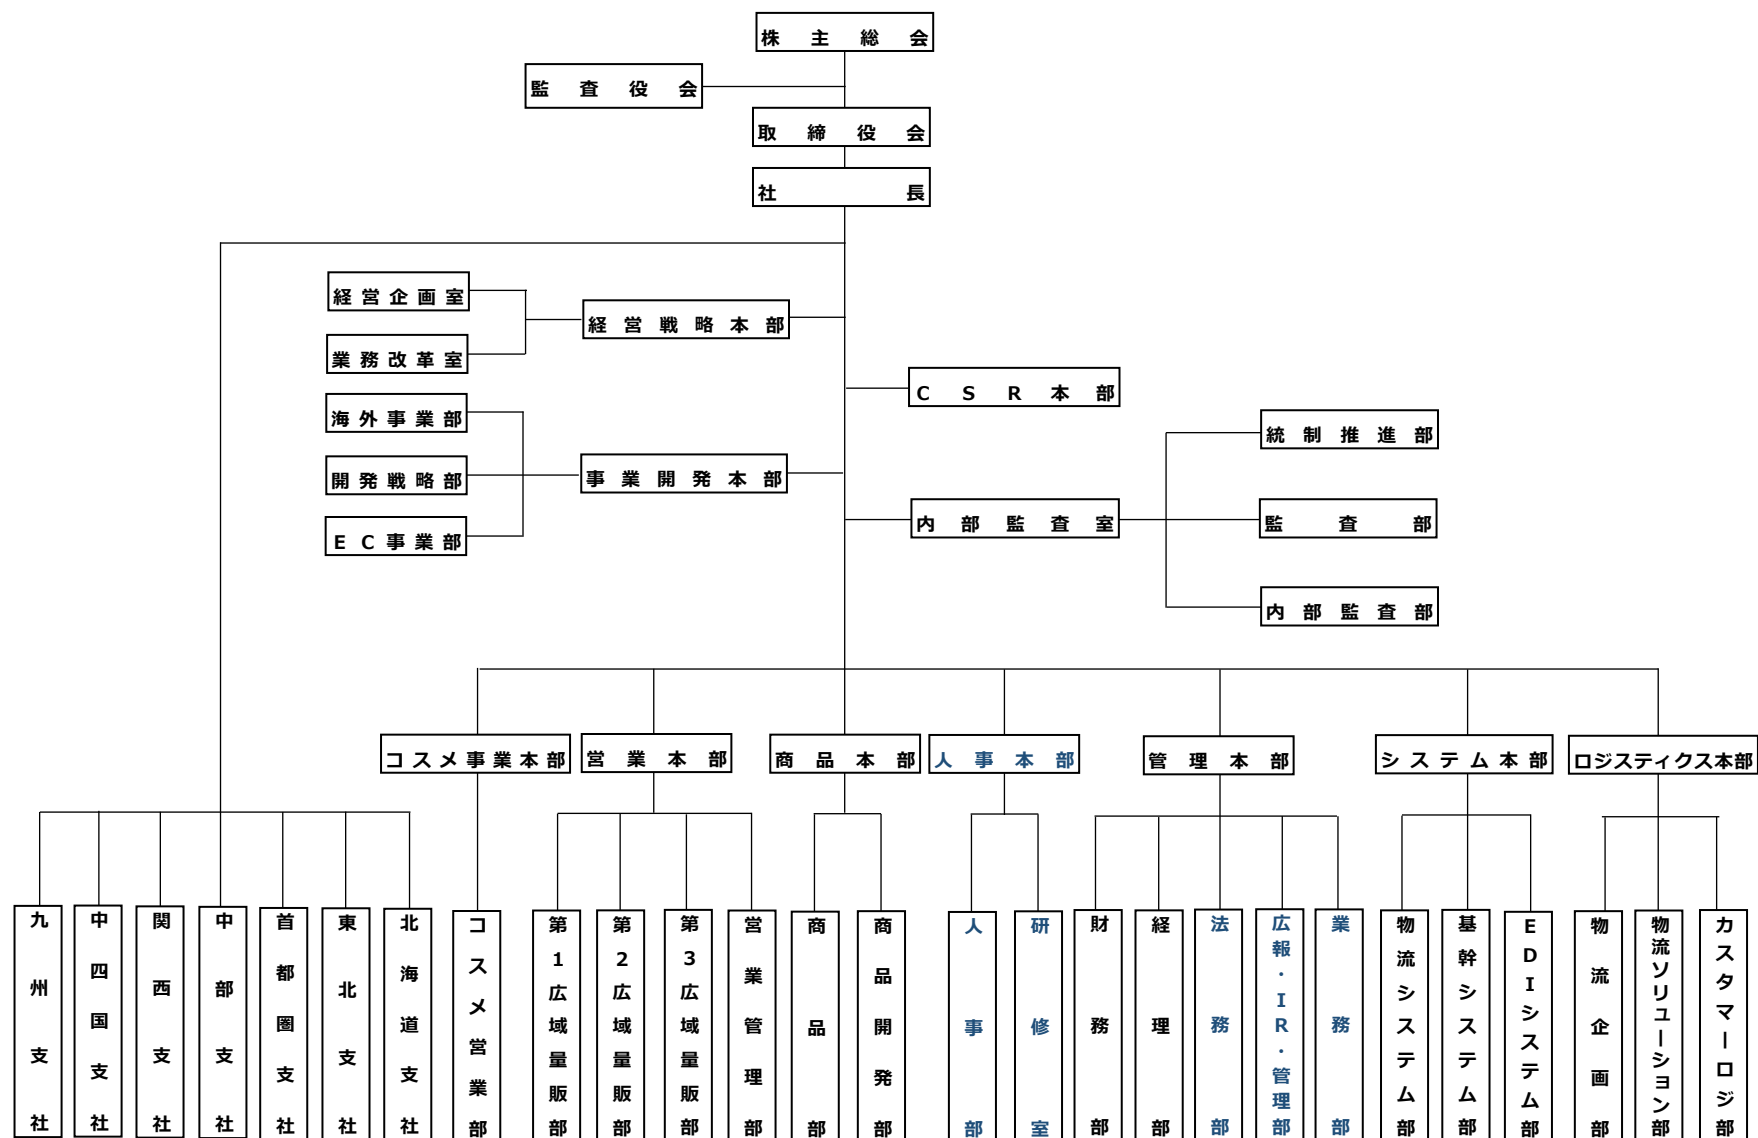 株主総会
監査役会
取締役会
社長
経営企画室
経営戦略本部
業務改革室
CSR本部
海外事業部
統制推進部
開発戦略部
事業開発本部
内部監査室
監査部
EC事業部
内部監査部
コスメ事業本部
営業本部
商品本部
人事本部
管理本部
システム本部
ロジスティクス本部
九州支社
中四国支社
関西支社
中部支社
首都圏支社
東北支社
北海道支社
コスメ営業部
第1広域量販部
第2広域量販部
第3広域量販部
営業管理部
商品部
商品開発部
人事部
研修室
財務部
経理部
法務部
広報・IR・管理部
業務部
物流システム部
基幹システム部
EDIシステム部
物流企画部
物流ソリューション部
カスタマーロジ部